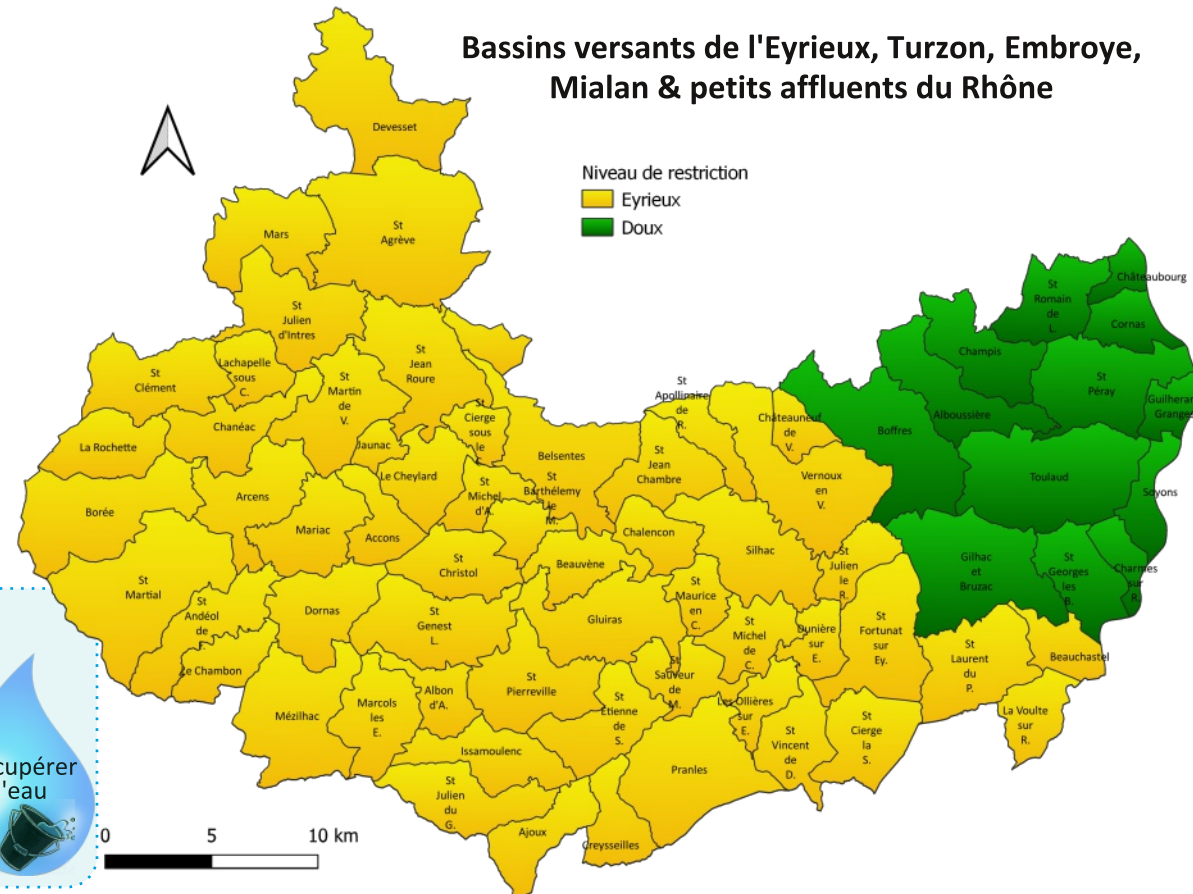 Bassins versants de l'Eyrieux, Turzon, Embroye,
Mialan & petits affluents du Rhône
Niveau de restriction
Eyrieux
Doux
Devesset
St
Agrève
Mars
St
Julien
d'Intres
Châteaubourg
St
Romain
de
L.
Cornas
Champis
St
Péray
Guilherand
Granges
St
Jean
Roure
Lachapelle
sous
C.
St
Clément
St
Martin
de
V.
St
Apollinaire
de
R.
Châteauneuf
de
V.
Alboussière
Boffres
St
Cierge
sous
le
Chanéac
La Rochette
Jaunac
Le Cheylard
Belsentes
St
Jean
Chambre
Vernoux
en
V.
Toulaud
Soyons
St
Michel
d'A.
St
Barthélemy
le
M.
Arcens
Borée
Mariac
Accons
Chalencon
Silhac
St
Julien
le
R.
Gilhac
et
Bruzac
St
Georges
les
B.
Charmes
sur
R.
St
Christol
Beauvène
St
Martial
St
Andéol
de
F.
Dornas
St
Genest
L.
Gluiras
St
Maurice
en
C.
St
Michel
de
C.
Dunière
sur
E.
St
Fortunat
sur
Ey.
St
Laurent
du
P.
Beauchastel
Le Chambon
St
Sauveur
de
M.
St
Pierreville
Albon
d'A.
Marcols
les
E.
Mézilhac
St
Etienne
de
S.
Les Ollières
sur
E.
St
Vincent
de
D.
St
Cierge
la
S.
La Voulte
sur
R.
Issamoulenc
Pranles
St
Julien
du
G.
Ajoux
Creysseilles
cupérer
'eau
0 5 10 km